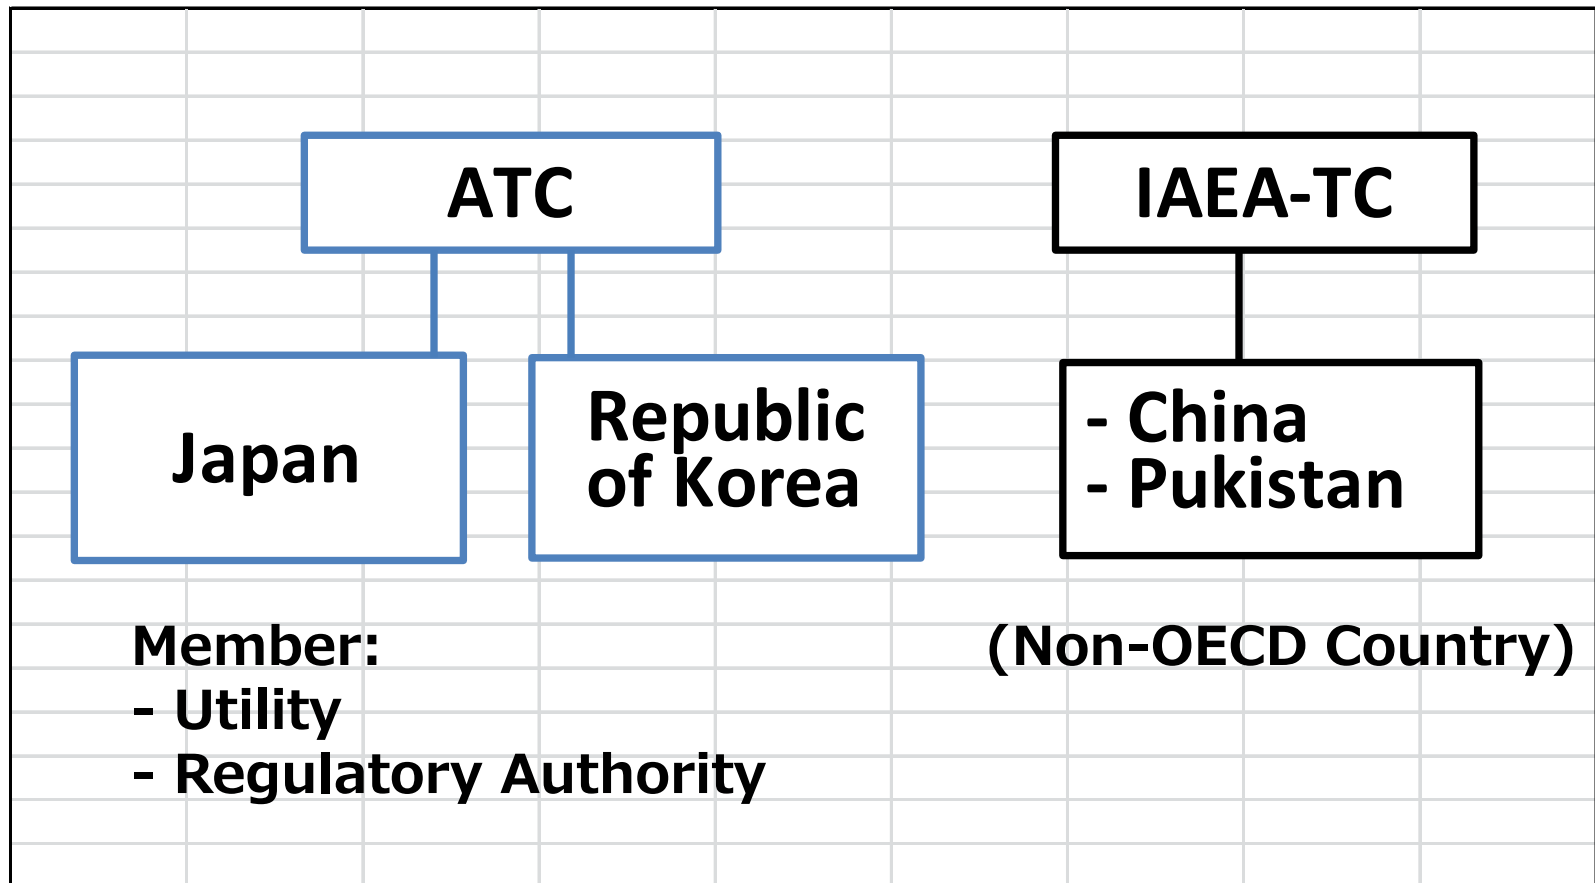 ATC
IAEA-TC
Japan
Republic
of Korea
- China
- Pukistan
Member:
- Utility
- Regulatory Authority
(Non-OECD Country)